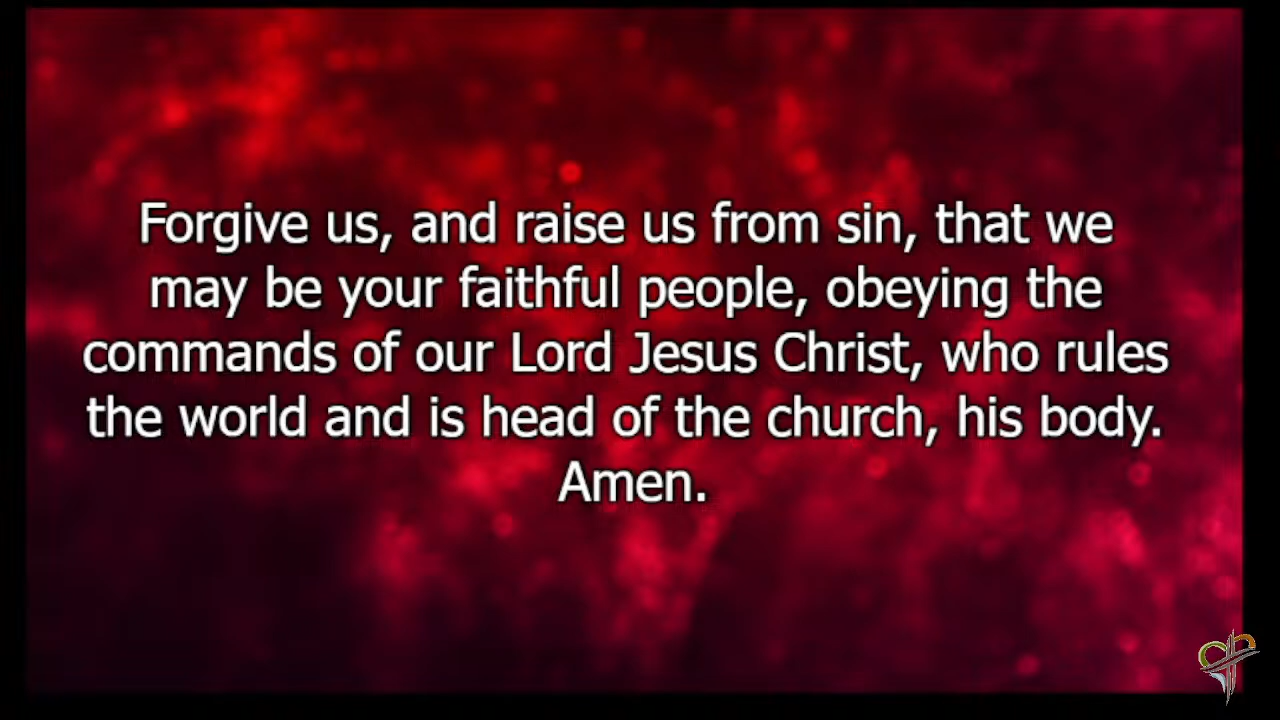 Forgive us, and raise us from sin, that we
may be your faithful people, obeying the
commands of our Lord Jesus Christ, who rules
the world and is head of the church, his body.
Amen.